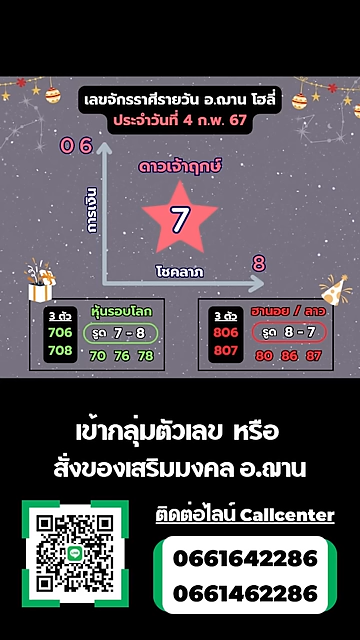 เลขจักรราศีรายวัน อ.ฌาน โฮลี่
ประจำวันที่ 4 ก.พ. 67
0 6
ดาวเจ้าฤกษ์
การเงิน
7
โชคลาภ
8
3 ตัว
706
708
หุ้นรอบโลก
รูด 7 - 8
70 76 78
3 ตัว
806
807
ฮานอย / ลาว
รูด 8 - 7
80 86 87
เข้ากลุ่มตัวเลข หรือ
สั่งของเสริมมงคล อ.ฌาน
ติดต่อไลน์ Callcenter
0661642286
0661462286